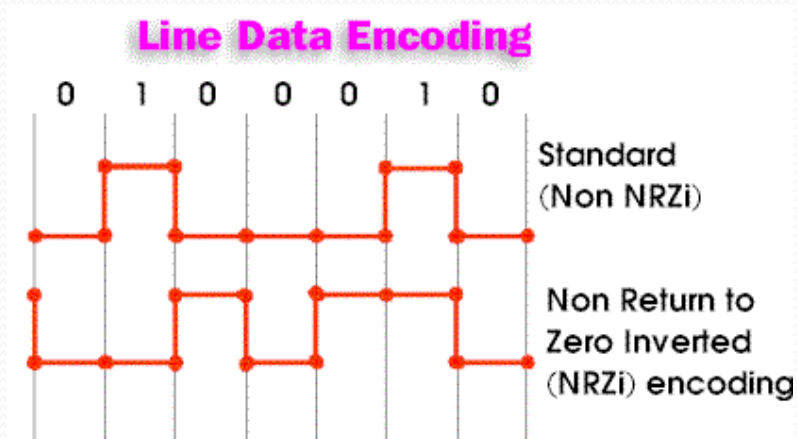 Line Data Encoding
0 1 0 0 0 1 0
Standard
(Non NRZi)
Non Return to
Zero Inverted
(NRZi) encoding